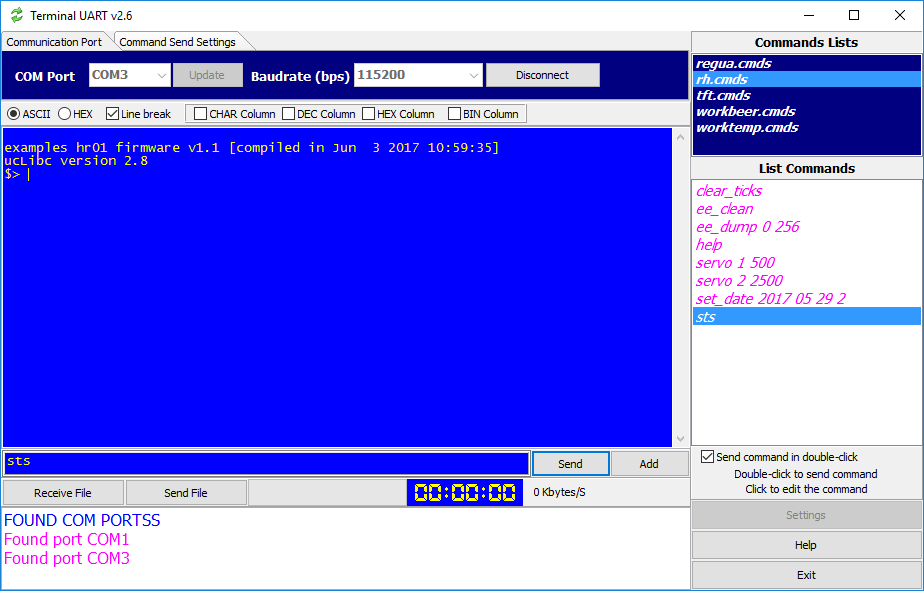 Terminal UART v2.6
Communication Port Command Send Settings
COM Port COM3 Update Baudrate (bps) 115200 Disconnect
ASCII HEX Line break CHAR Column DEC Column HEX Column BIN Column
examples hr01 firmware v1.1 [compiled in Jun  3 2017 10:59:35]
ucLibc version 2.8
$>
sts Send Add
Receive File Send File 00:00:00 0 Kbytes/S
FOUND COM PORTSS
Found port COM1
Found port COM3
Commands Lists
regua.cmds
rh.cmds
tft.cmds
workbeer.cmds
worktemp.cmds
List Commands
clear_ticks
ee_clean
ee_dump 0 256
help
servo 1 500
servo 2 2500
set_date 2017 05 29 2
sts
Send command in double-click
Double-click to send command
Click to edit the command
Settings
Help
Exit